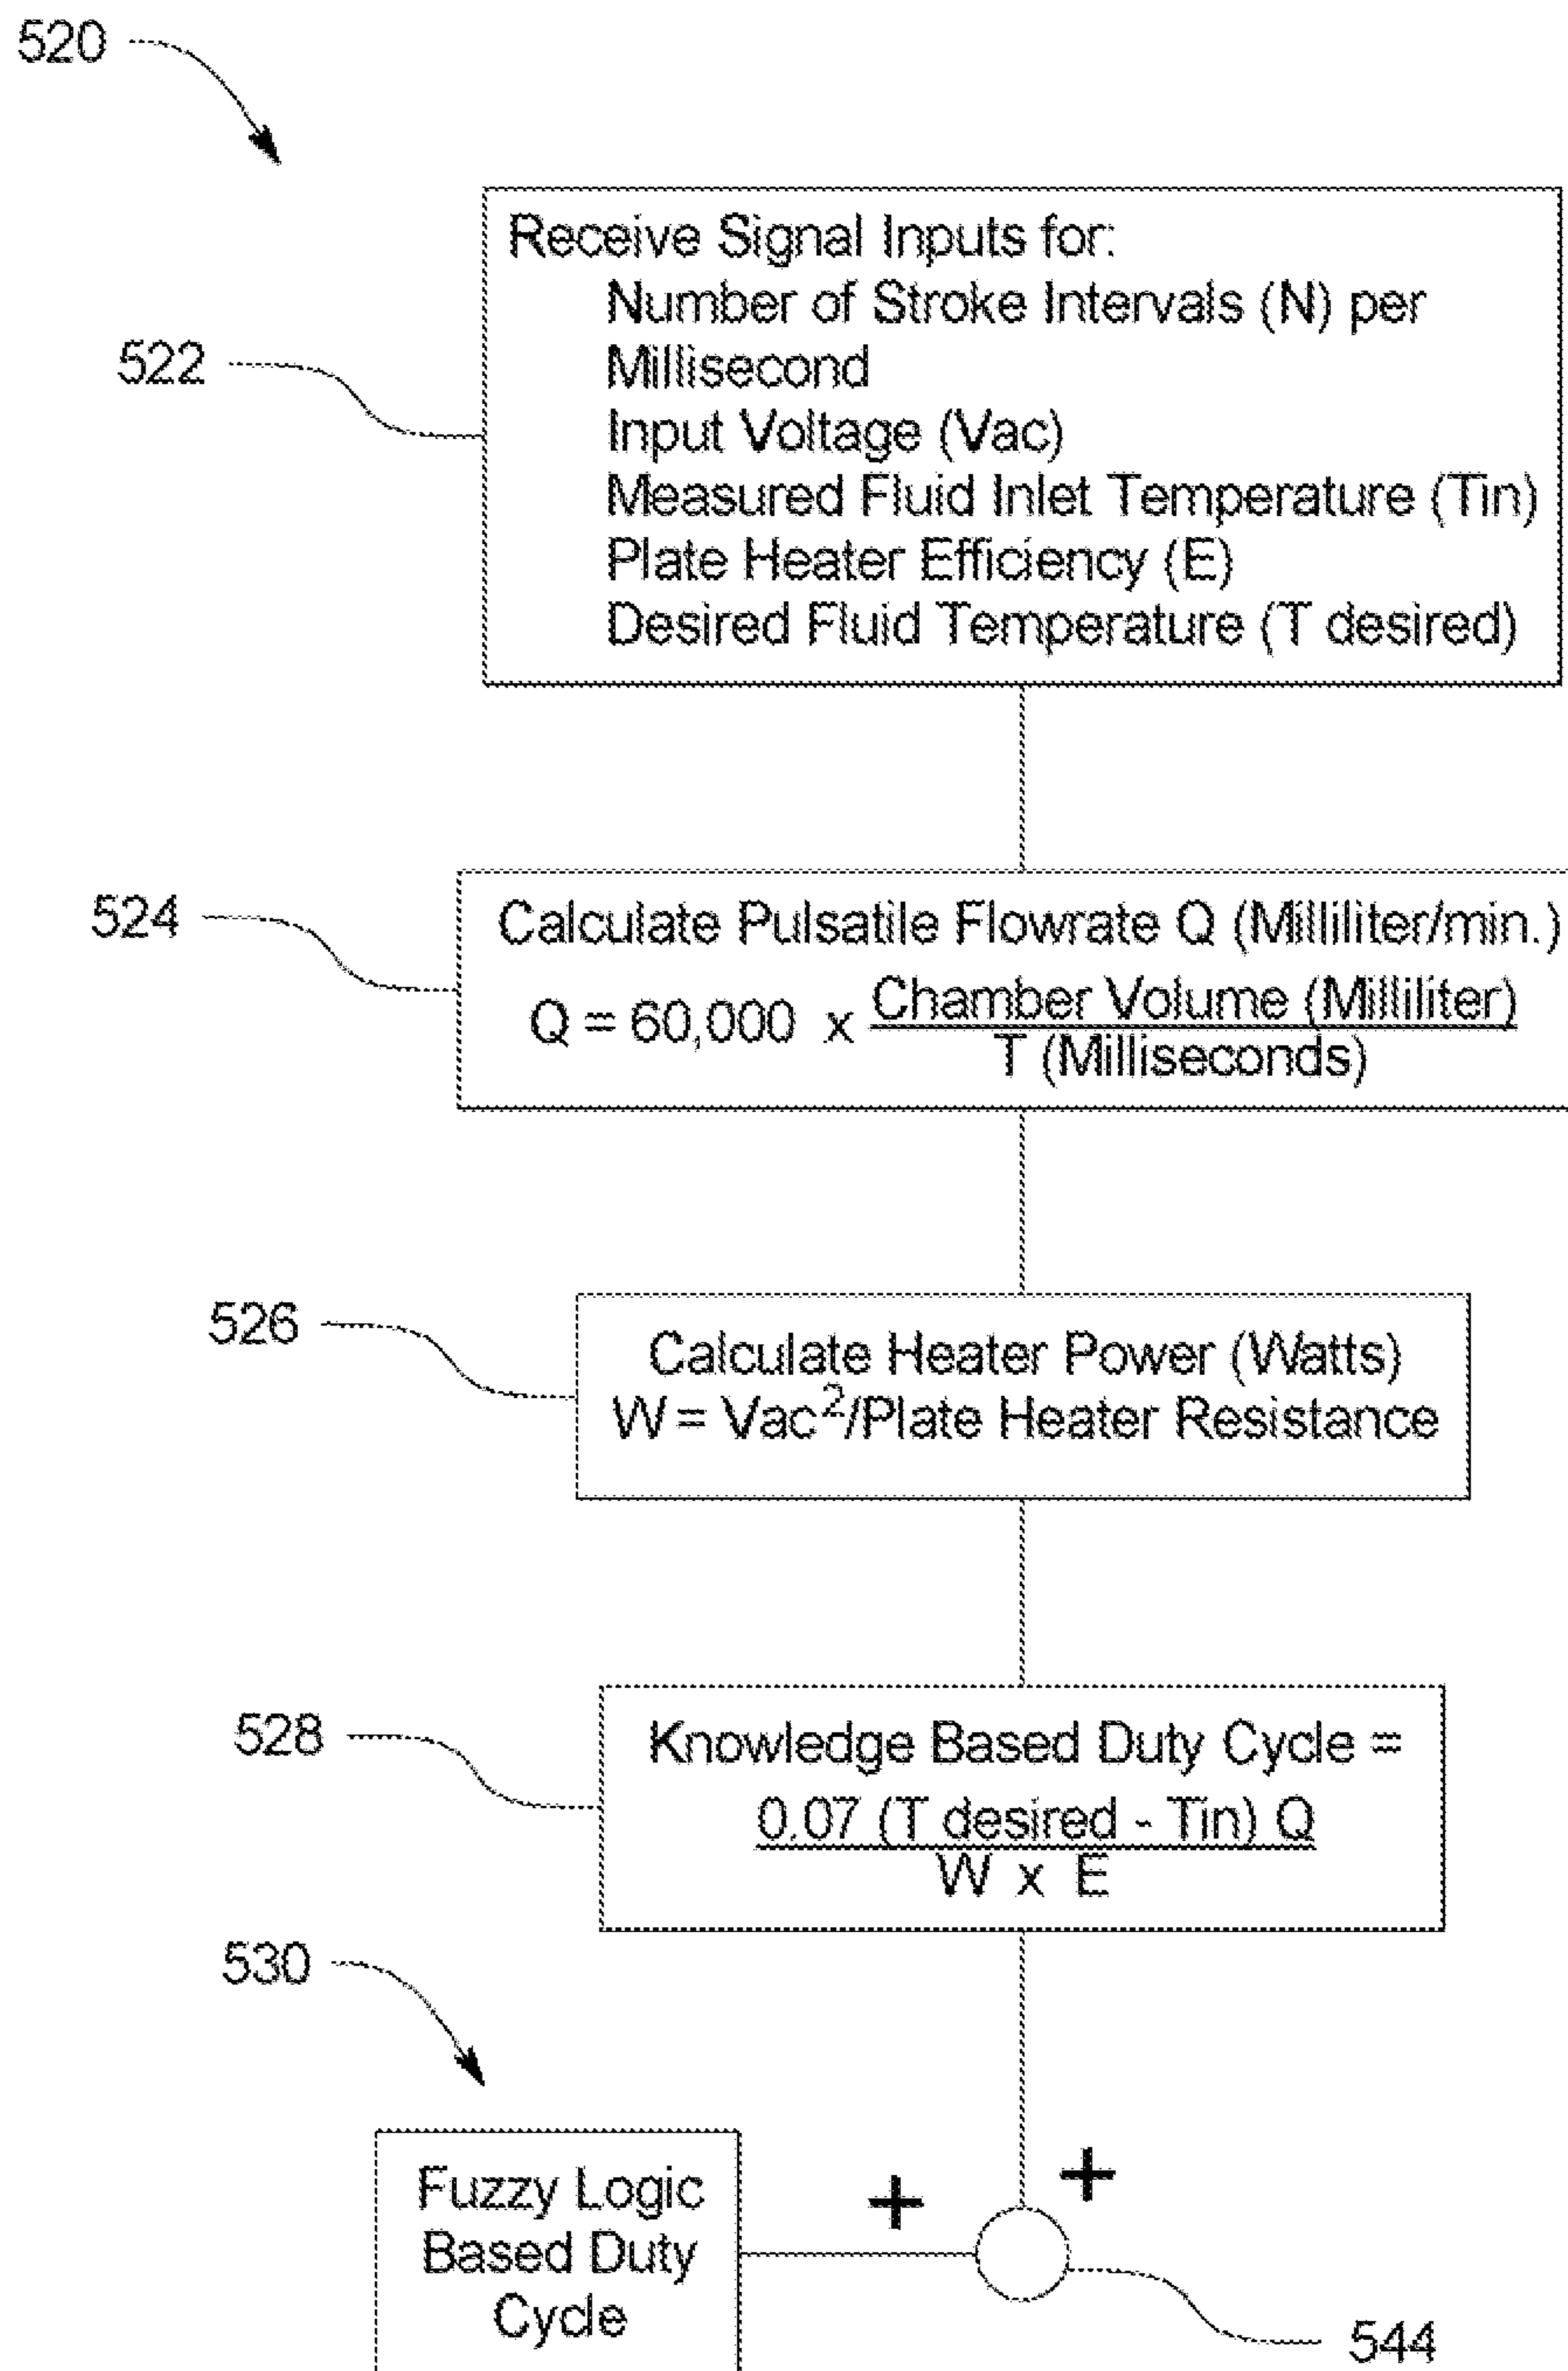 520
522
Receive Signal Inputs for:
Number of Stroke Intervals (N) per
Millisecond
Input Voltage (Vac)
Measured Fluid Inlet Temperature (Tin)
Plate Heater Efficiency (E)
Desired Fluid Temperature (T desired)
524
Calculate Pulsatile Flowrate Q (Milliliter/min.)
Q = 60,000 x Chamber Volume (Milliliter)
T (Milliseconds)
526
Calculate Heater Power (Watts)
W = Vac²/Plate Heater Resistance
528
Knowledge Based Duty Cycle =
0.07 (T desired - Tin) Q
W x E
530
Fuzzy Logic
Based Duty
Cycle
+
+
544